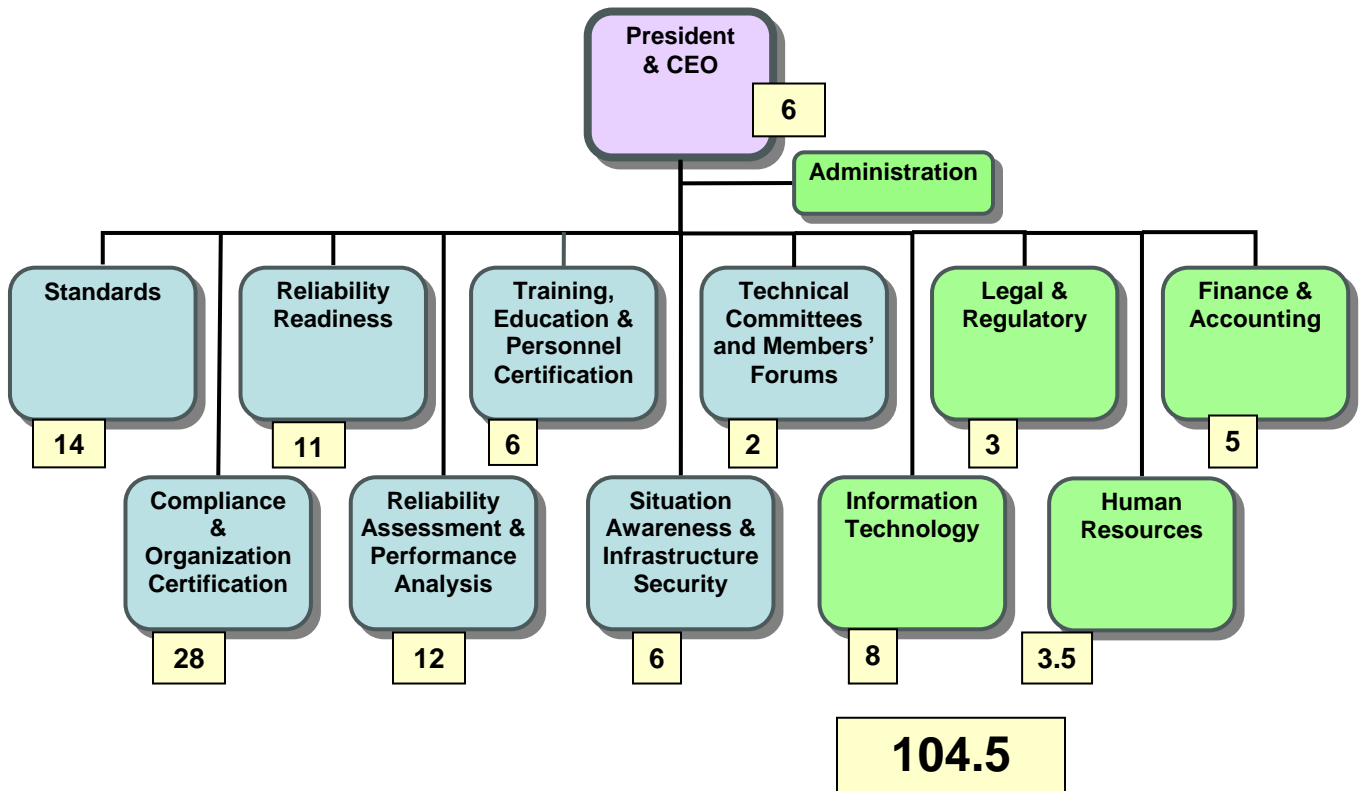 President
& CEO
6
Administration
Standards
14
Reliability
Readiness
11
Training,
Education &
Personnel
Certification
6
Technical
Committees
and Members’
Forums
2
Legal &
Regulatory
3
Finance &
Accounting
5
Compliance
&
Organization
Certification
28
Reliability
Assessment &
Performance
Analysis
12
Situation
Awareness &
Infrastructure
Security
6
Information
Technology
8
Human
Resources
3.5
104.5